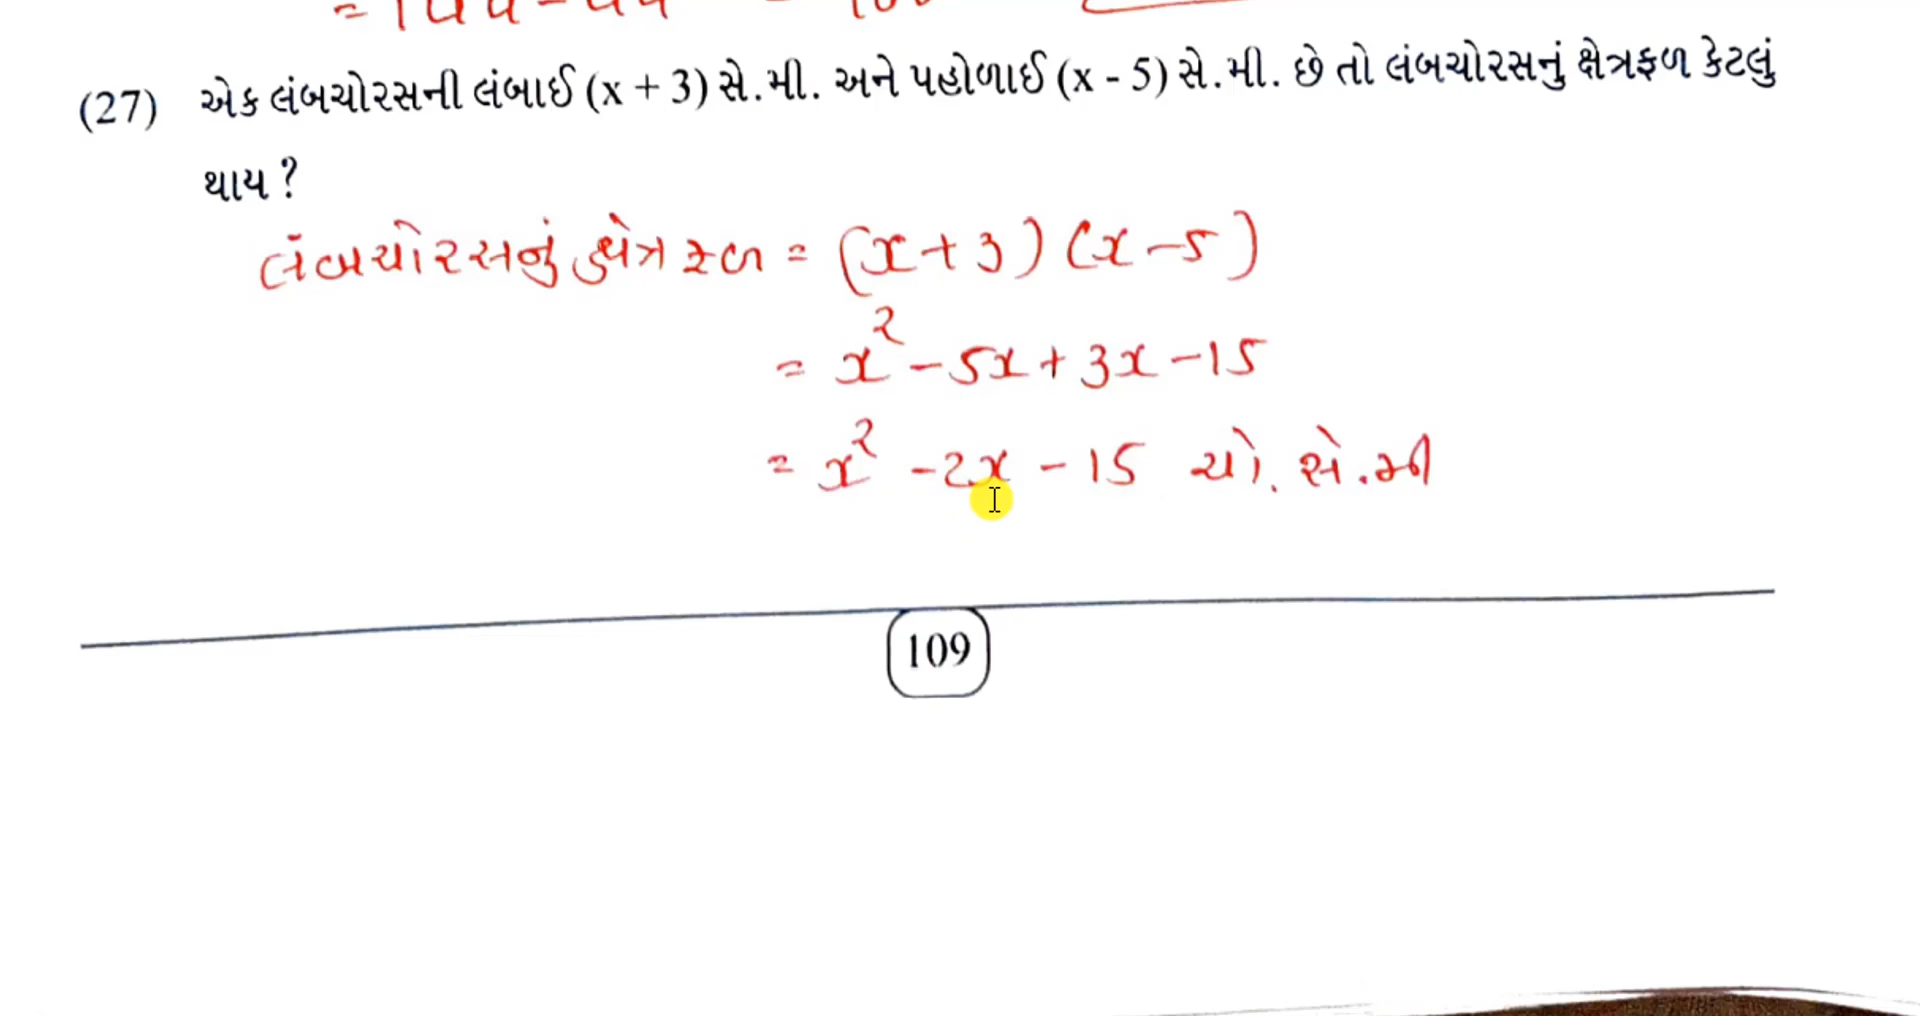 (27) એક લંબચોરસની લંબાઈ (x + 3) સે.મી. અને પહોળાઈ (x - 5) સે.મી. છે તો લંબચોરસનું ક્ષેત્રફળ કેટલું
થાય ?
લંબચોરસનું ક્ષેત્રફળ = (x+3) (x-5)
= x² - 5x + 3x - 15
= x² - 2x - 15 ચો. સે.મી
109